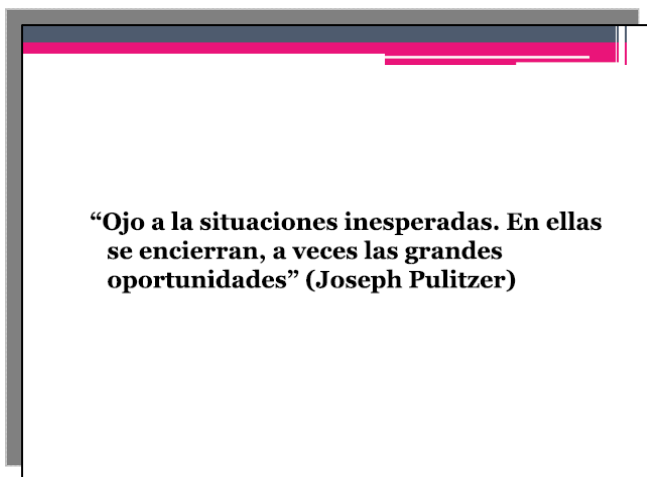 “Ojo a la situaciones inesperadas. En ellas
se encierran, a veces las grandes
oportunidades” (Joseph Pulitzer)